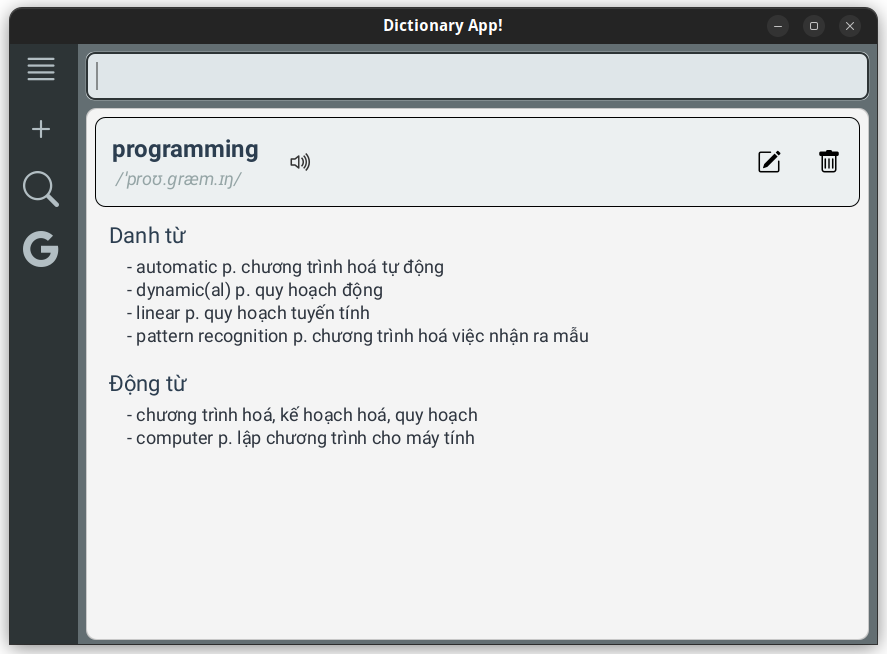 Dictionary App!
programming
/'proʊ.græm.ɪŋ/
Danh từ
- automatic p. chương trình hoá tự động
- dynamic(al) p. quy hoạch động
- linear p. quy hoạch tuyến tính
- pattern recognition p. chương trình hoá việc nhận ra mẫu
Động từ
- chương trình hoá, kế hoạch hoá, quy hoạch
- computer p. lập chương trình cho máy tính